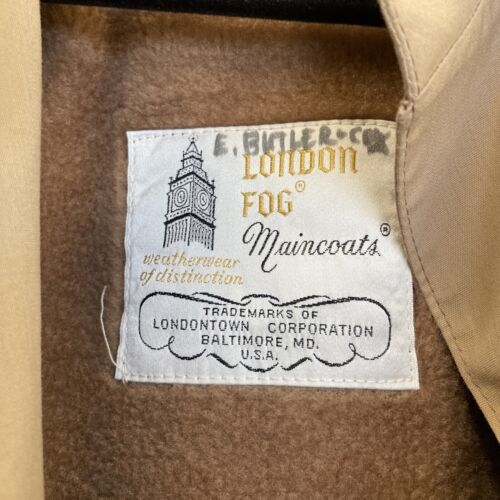 E. BUTLER-COX
LONDON
FOG®
Maincoats®
weatherwear
of distinction
TRADEMARKS OF
LONDONTOWN CORPORATION
BALTIMORE, MD.
U.S.A.